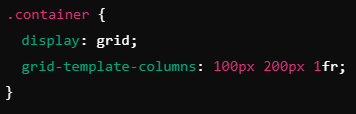 .container {
  display: grid;
  grid-template-columns: 100px 200px 1fr;
}